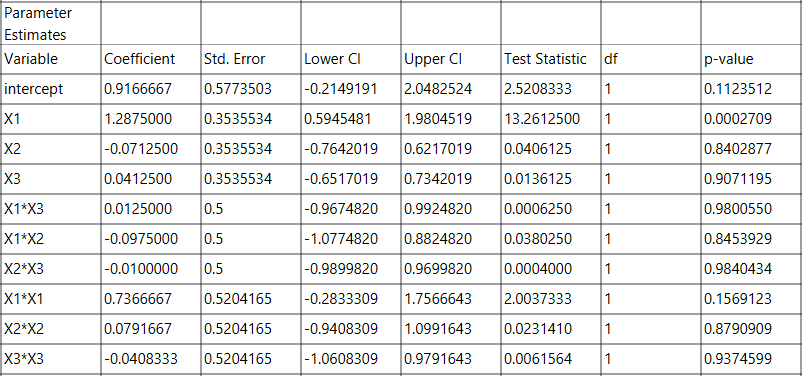 Parameter
Estimates
Variable Coefficient Std. Error Lower CI Upper CI Test Statistic df p-value
intercept 0.9166667 0.5773503 -0.2149191 2.0482524 2.5208333 1 0.1123512
X1 1.2875000 0.3535534 0.5945481 1.9804519 13.2612500 1 0.0002709
X2 -0.0712500 0.3535534 -0.7642019 0.6217019 0.0406125 1 0.8402877
X3 0.0412500 0.3535534 -0.6517019 0.7342019 0.0136125 1 0.9071195
X1*X3 0.0125000 0.5 -0.9674820 0.9924820 0.0006250 1 0.9800550
X1*X2 -0.0975000 0.5 -1.0774820 0.8824820 0.0380250 1 0.8453929
X2*X3 -0.0100000 0.5 -0.9899820 0.9699820 0.0004000 1 0.9840434
X1*X1 0.7366667 0.5204165 -0.2833309 1.7566643 2.0037333 1 0.1569123
X2*X2 0.0791667 0.5204165 -0.9408309 1.0991643 0.0231410 1 0.8790909
X3*X3 -0.0408333 0.5204165 -1.0608309 0.9791643 0.0061564 1 0.9374599